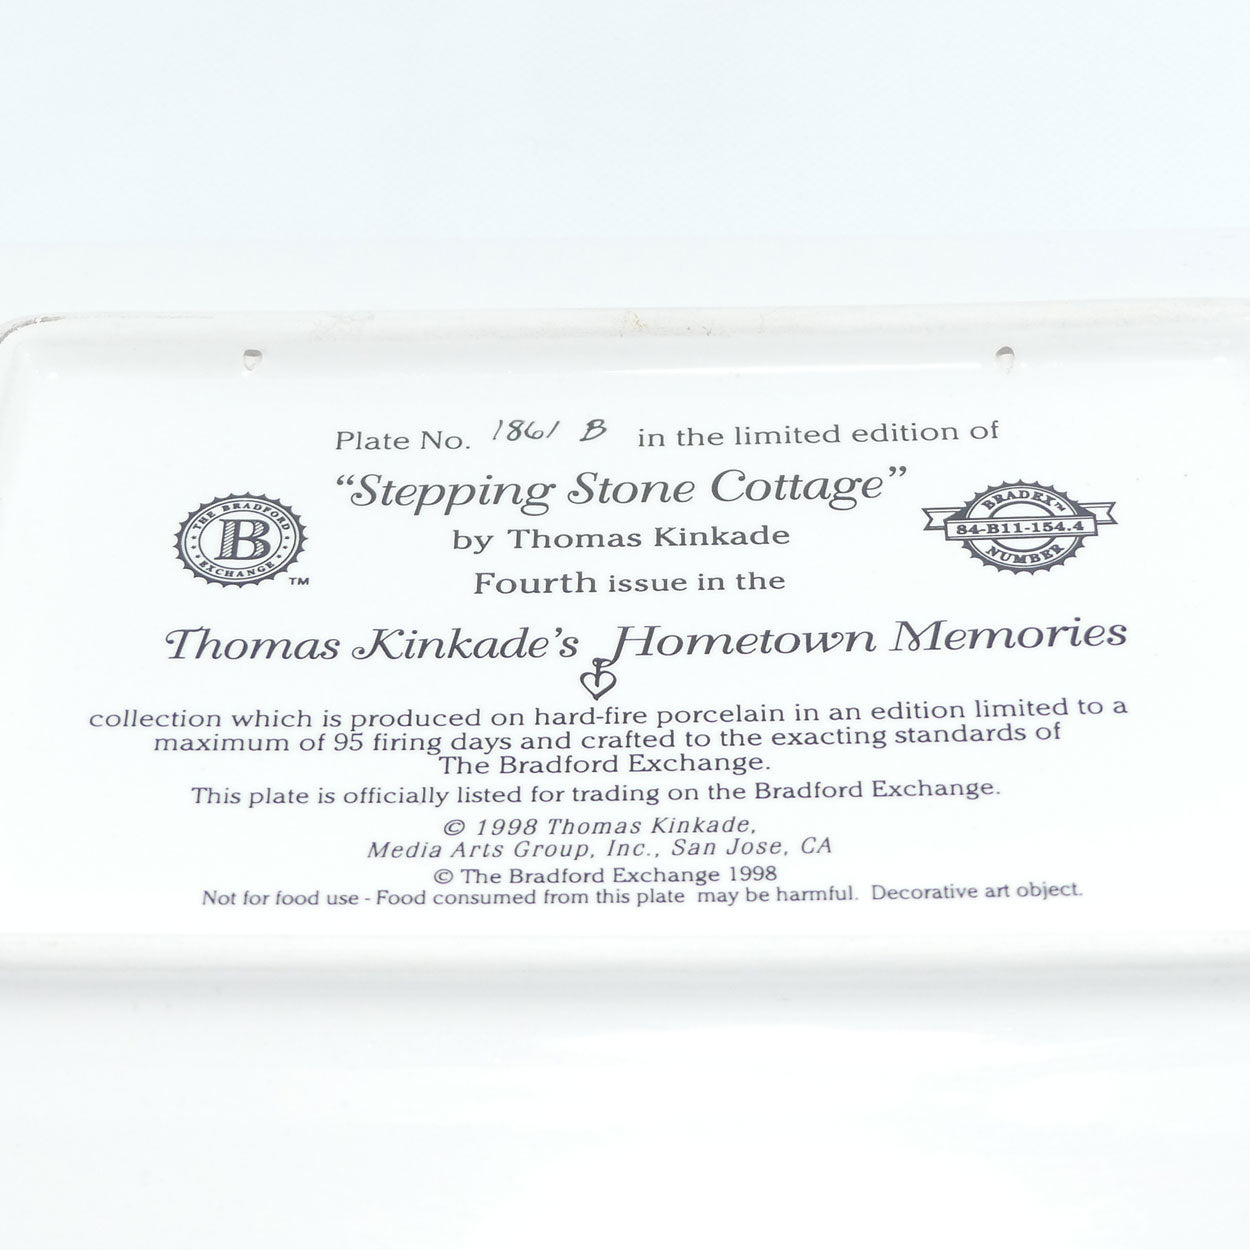 Plate No. 1861 B in the limited edition of
“Stepping Stone Cottage”
THE BRADFORD
B
EXCHANGE
TM
BRADEX™
84-B11-154.4
NUMBER
by Thomas Kinkade
Fourth issue in the
Thomas Kinkade's Hometown Memories
collection which is produced on hard-fire porcelain in an edition limited to a
maximum of 95 firing days and crafted to the exacting standards of
The Bradford Exchange.
This plate is officially listed for trading on the Bradford Exchange.
© 1998 Thomas Kinkade,
Media Arts Group, Inc., San Jose, CA
© The Bradford Exchange 1998
Not for food use - Food consumed from this plate may be harmful. Decorative art object.